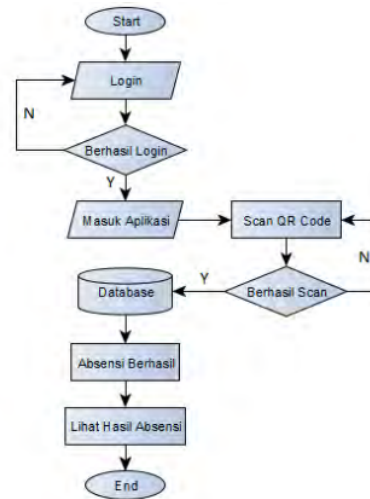 Start
Login
N
Berhasil Login
Y
Masuk Aplikasi
Scan QR Code
N
Database
Y
Berhasil Scan
Absensi Berhasil
Lihat Hasil Absensi
End